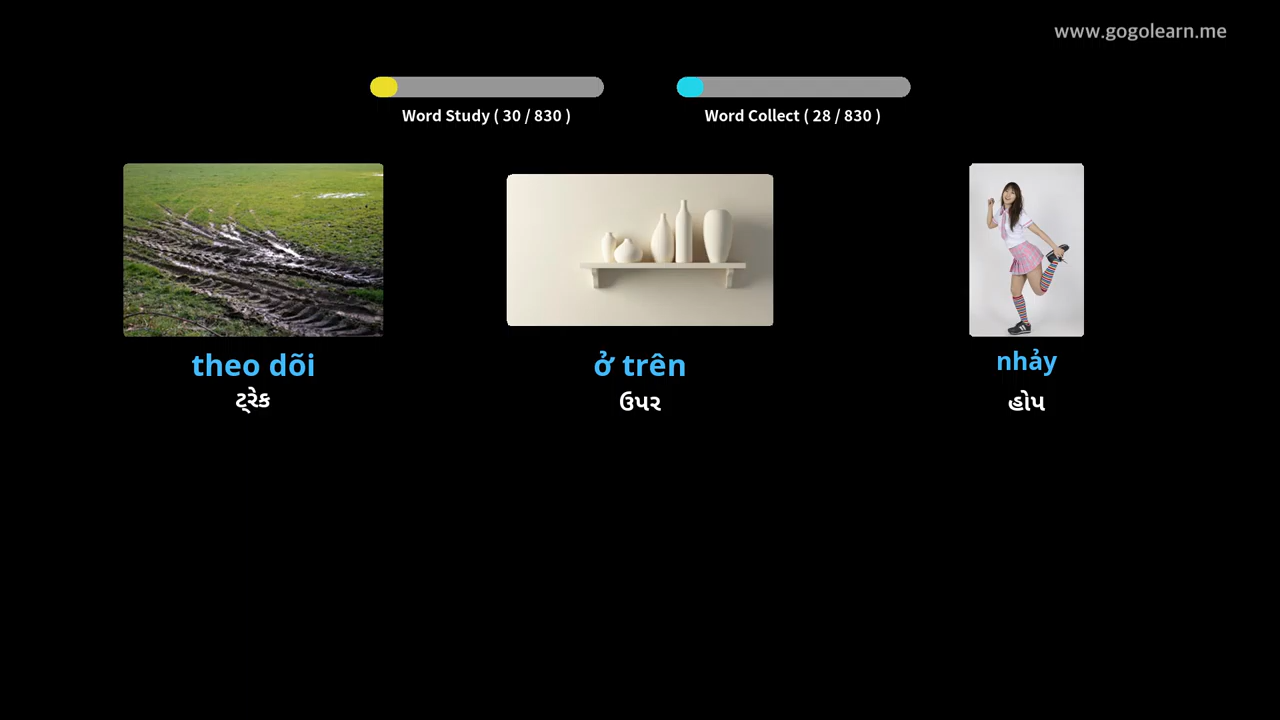 www.gogolearn.me
Word Study ( 30 / 830 )
Word Collect ( 28 / 830 )
theo dõi
ટ્રેક
ở trên
ઉપર
nhảy
હોપ